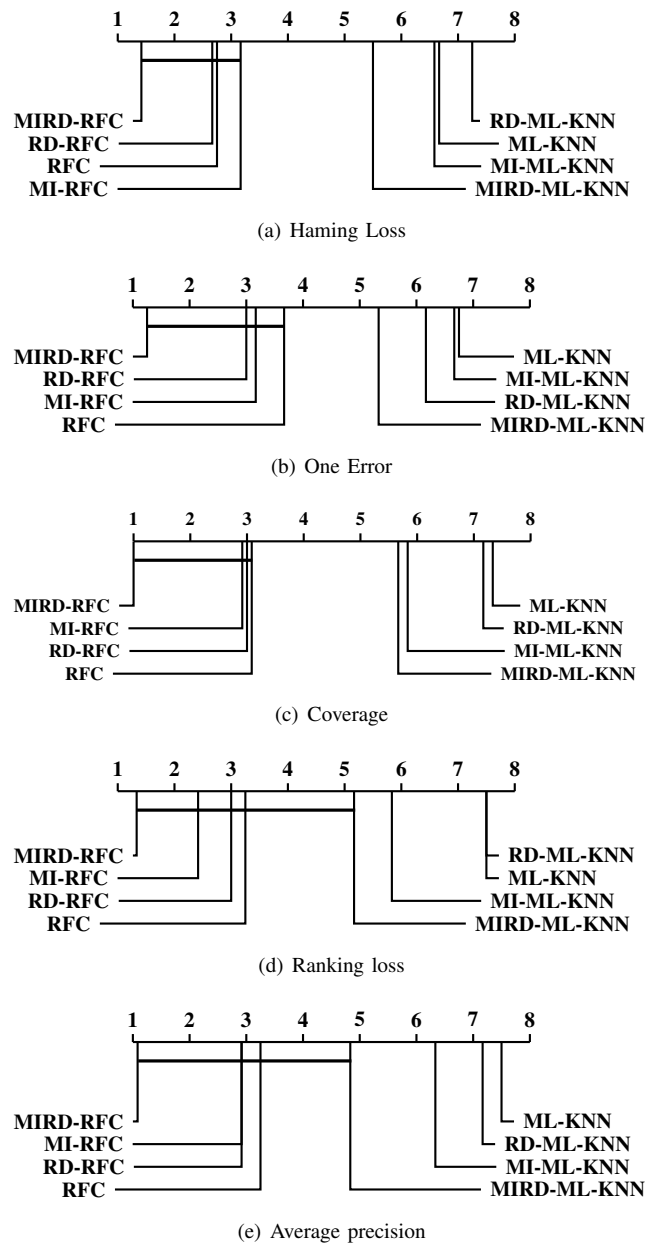 1 2 3 4 5 6 7 8
MIRD-RFC RD-ML-KNN
RD-RFC ML-KNN
RFC MI-ML-KNN
MI-RFC MIRD-ML-KNN
(a) Haming Loss
1 2 3 4 5 6 7 8
MIRD-RFC ML-KNN
RD-RFC MI-ML-KNN
MI-RFC RD-ML-KNN
RFC MIRD-ML-KNN
(b) One Error
1 2 3 4 5 6 7 8
MIRD-RFC ML-KNN
MI-RFC RD-ML-KNN
RD-RFC MI-ML-KNN
RFC MIRD-ML-KNN
(c) Coverage
1 2 3 4 5 6 7 8
MIRD-RFC RD-ML-KNN
MI-RFC ML-KNN
RD-RFC MI-ML-KNN
RFC MIRD-ML-KNN
(d) Ranking loss
1 2 3 4 5 6 7 8
MIRD-RFC ML-KNN
MI-RFC RD-ML-KNN
RD-RFC MI-ML-KNN
RFC MIRD-ML-KNN
(e) Average precision